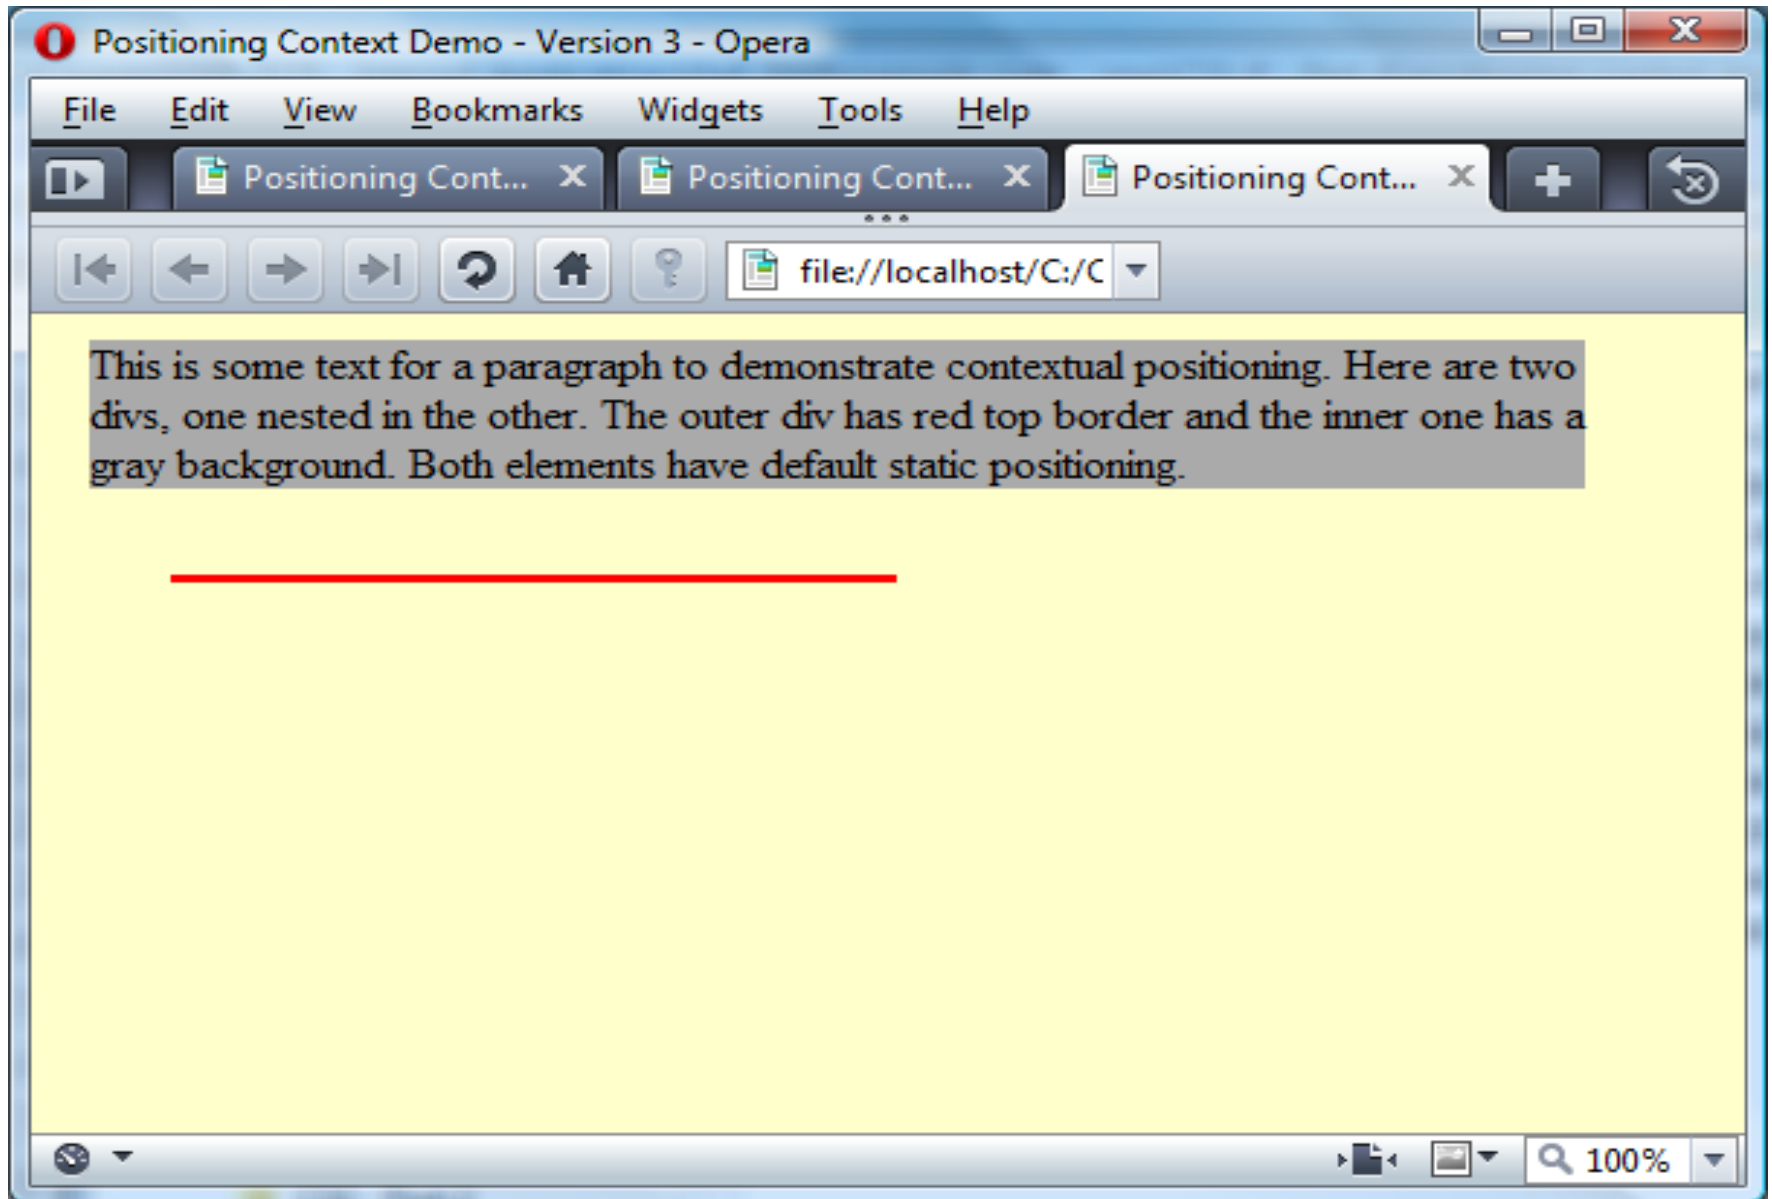 Positioning Context Demo - Version 3 - Opera
File Edit View Bookmarks Widgets Tools Help
Positioning Cont... Positioning Cont... Positioning Cont...
file://localhost/C:/C
This is some text for a paragraph to demonstrate contextual positioning. Here are two
divs, one nested in the other. The outer div has red top border and the inner one has a
gray background. Both elements have default static positioning.
100%